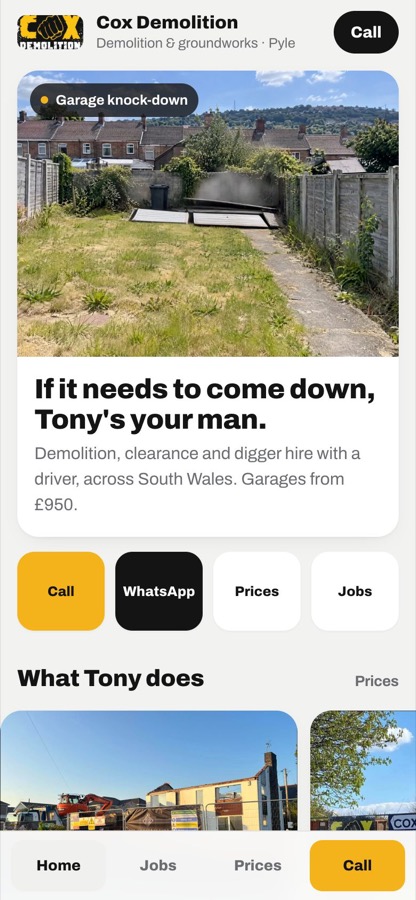 COX
DEMOLITION
Cox Demolition
Demolition & groundworks · Pyle
Call
Garage knock-down
If it needs to come down,
Tony's your man.
Demolition, clearance and digger hire with a
driver, across South Wales. Garages from
£950.
Call
WhatsApp
Prices
Jobs
What Tony does
Prices
COX
Home
Jobs
Prices
Call